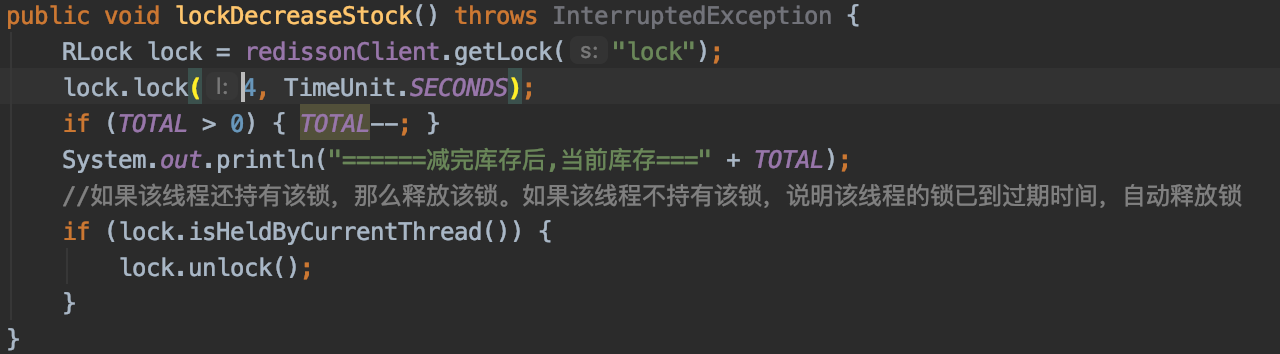 public void lockDecreaseStock() throws InterruptedException {
RLock lock = redissonClient.getLock( s: "lock");
lock.lock( l: 4, TimeUnit.SECONDS);
if (TOTAL > 0) { TOTAL--; }
System.out.println("======减完库存后,当前库存===" + TOTAL);
//如果该线程还持有该锁，那么释放该锁。如果该线程不持有该锁，说明该线程的锁已到过期时间，自动释放锁
if (lock.isHeldByCurrentThread()) {
lock.unlock();
}
}